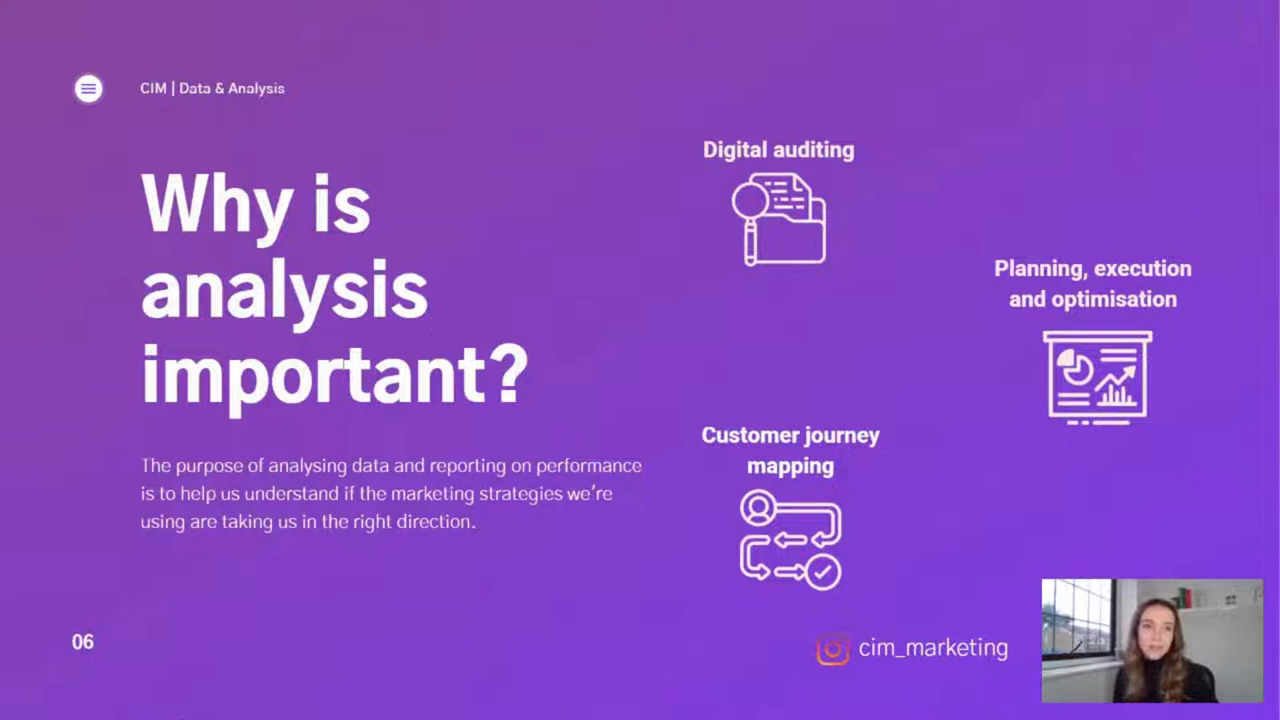 CIM | Data & Analysis
Why is
analysis
important?
The purpose of analysing data and reporting on performance
is to help us understand if the marketing strategies we're
using are taking us in the right direction.
Digital auditing
Planning, execution
and optimisation
Customer journey
mapping
06
cim_marketing